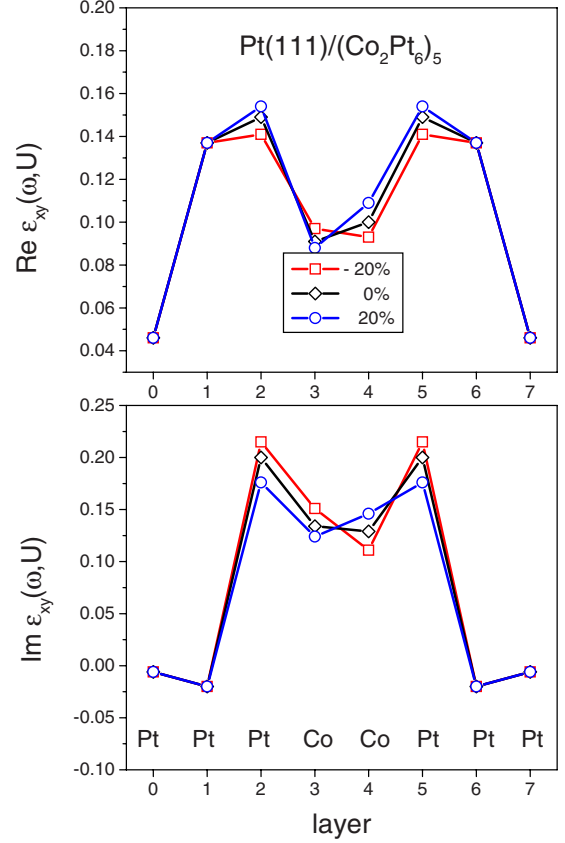 Pt(111)/(Co₂Pt₆)₅
Re εxy(ω,U)
0.20
0.18
0.16
0.14
0.12
0.10
0.08
0.06
0.04
- 20%
0%
20%
0 1 2 3 4 5 6 7
Im εxy(ω,U)
0.25
0.20
0.15
0.10
0.05
0.00
-0.05
-0.10
Pt Pt Pt Co Co Pt Pt Pt
0 1 2 3 4 5 6 7
layer